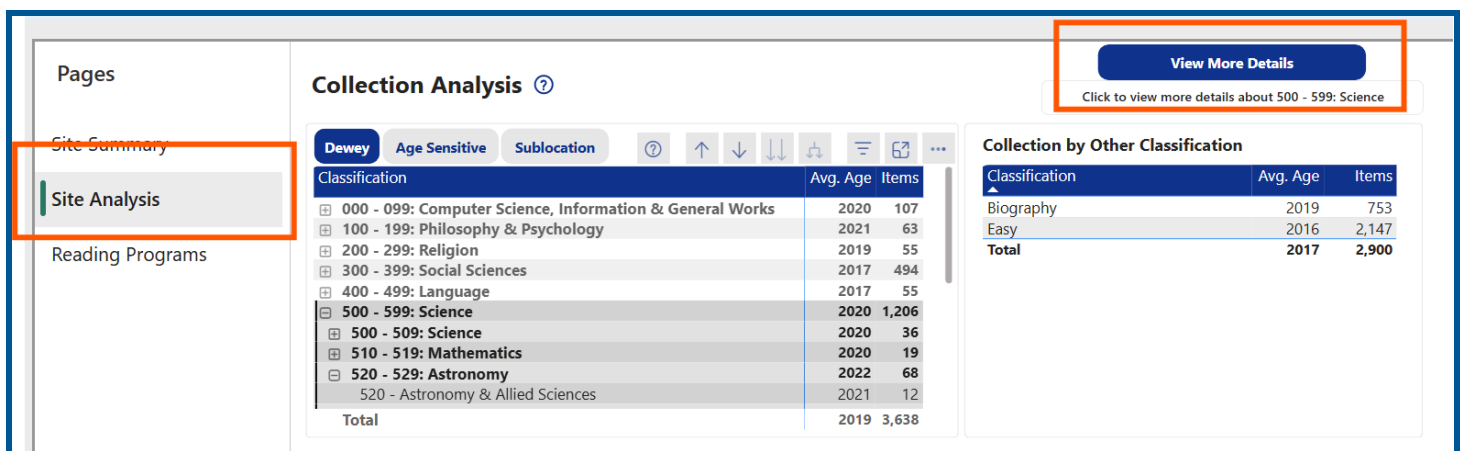 Pages
Site Summary
Site Analysis
Reading Programs
Collection Analysis ?
View More Details
Click to view more details about 500 - 599: Science
Dewey Age Sensitive Sublocation ?
Classification Avg. Age Items
000 - 099: Computer Science, Information & General Works 2020 107
100 - 199: Philosophy & Psychology 2021 63
200 - 299: Religion 2019 55
300 - 399: Social Sciences 2017 494
400 - 499: Language 2017 55
500 - 599: Science 2020 1,206
500 - 509: Science 2020 36
510 - 519: Mathematics 2020 19
520 - 529: Astronomy 2022 68
520 - Astronomy & Allied Sciences 2021 12
Total 2019 3,638
Collection by Other Classification
Classification Avg. Age Items
Biography 2019 753
Easy 2016 2,147
Total 2017 2,900